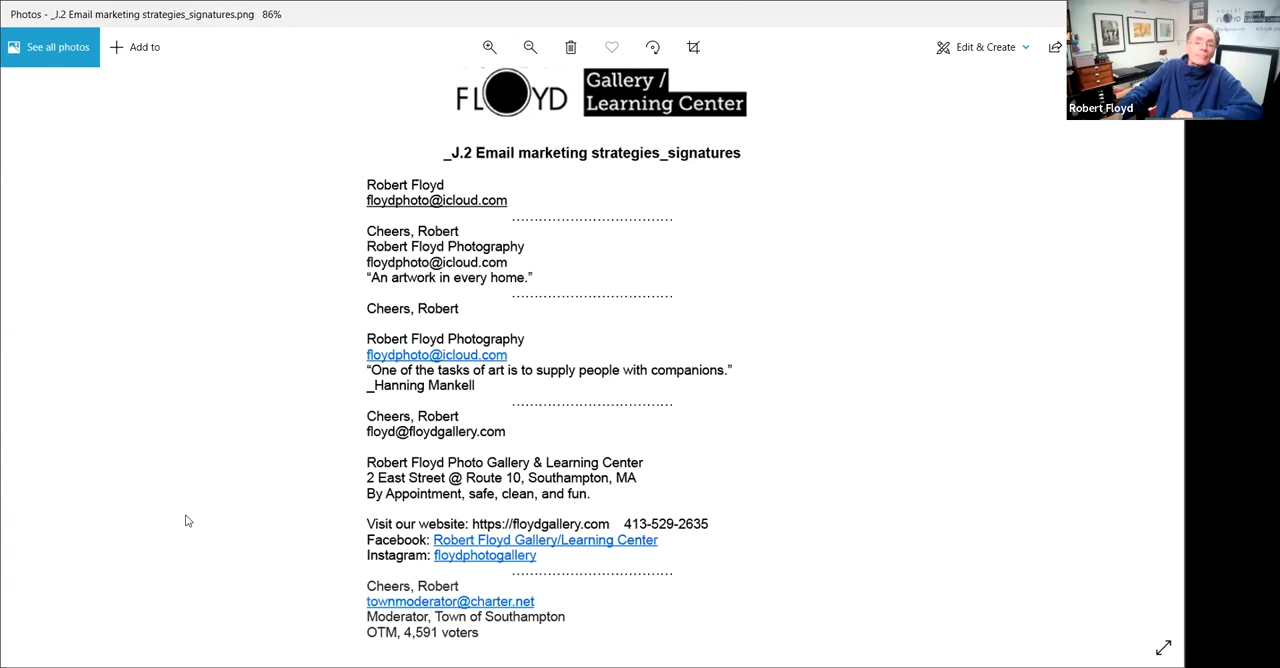 Photos - _J.2 Email marketing strategies_signatures.png 86%
See all photos
Add to
Edit & Create
Robert Floyd
FLOYD
Gallery /
Learning Center
_J.2 Email marketing strategies_signatures
Robert Floyd
floydphoto@icloud.com
....................................
Cheers, Robert
Robert Floyd Photography
floydphoto@icloud.com
“An artwork in every home.”
....................................
Cheers, Robert
Robert Floyd Photography
floydphoto@icloud.com
“One of the tasks of art is to supply people with companions.”
_Hanning Mankell
....................................
Cheers, Robert
floyd@floydgallery.com
Robert Floyd Photo Gallery & Learning Center
2 East Street @ Route 10, Southampton, MA
By Appointment, safe, clean, and fun.
Visit our website: https://floydgallery.com 413-529-2635
Facebook: Robert Floyd Gallery/Learning Center
Instagram: floydphotogallery
....................................
Cheers, Robert
townmoderator@charter.net
Moderator, Town of Southampton
OTM, 4,591 voters